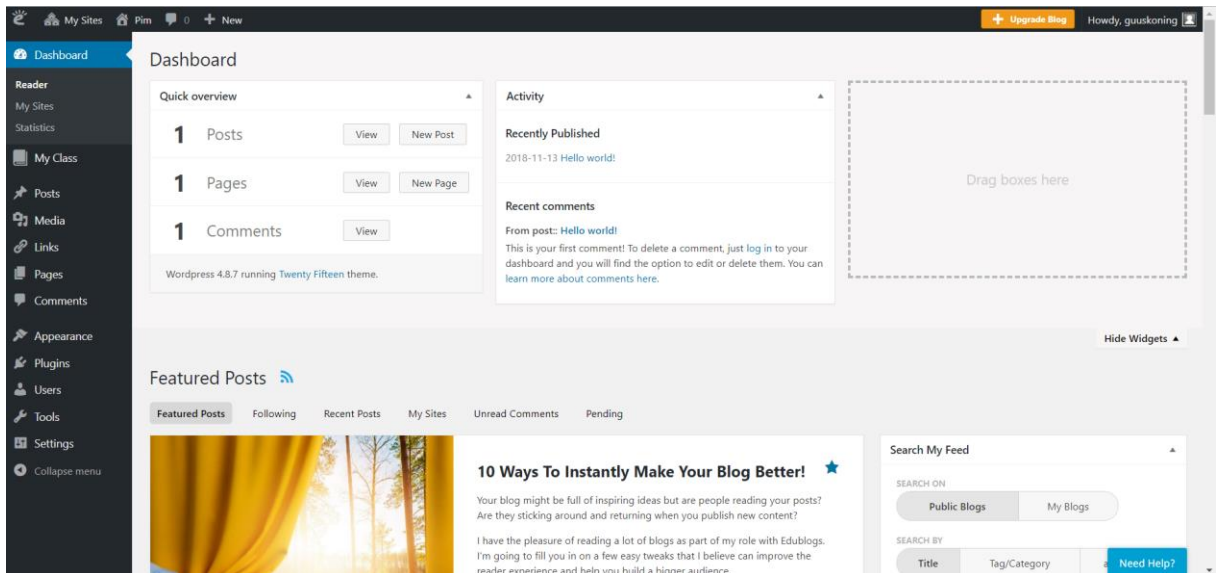 My Sites Pim 0 + New Upgrade Blog Howdy, guuskoning
Dashboard
Reader
My Sites
Statistics
My Class
Posts
Media
Links
Pages
Comments
Appearance
Plugins
Users
Tools
Settings
Collapse menu
Dashboard
Quick overview
1 Posts View New Post
1 Pages View New Page
1 Comments View
Wordpress 4.8.7 running Twenty Fifteen theme.
Activity
Recently Published
2018-11-13 Hello world!
Recent comments
From post:: Hello world!
This is your first comment! To delete a comment, just log in to your
dashboard and you will find the option to edit or delete them. You can
learn more about comments here.
Drag boxes here
Hide Widgets
Featured Posts
Featured Posts Following Recent Posts My Sites Unread Comments Pending
10 Ways To Instantly Make Your Blog Better!
Your blog might be full of inspiring ideas but are people reading your posts?
Are they sticking around and returning when you publish new content?
I have the pleasure of reading a lot of blogs as part of my role with Edublogs.
I'm going to fill you in on a few easy tweaks that I believe can improve the
reader experience and help you build a bigger audience.
Search My Feed
SEARCH ON
Public Blogs My Blogs
SEARCH BY
Title Tag/Category
Need Help?